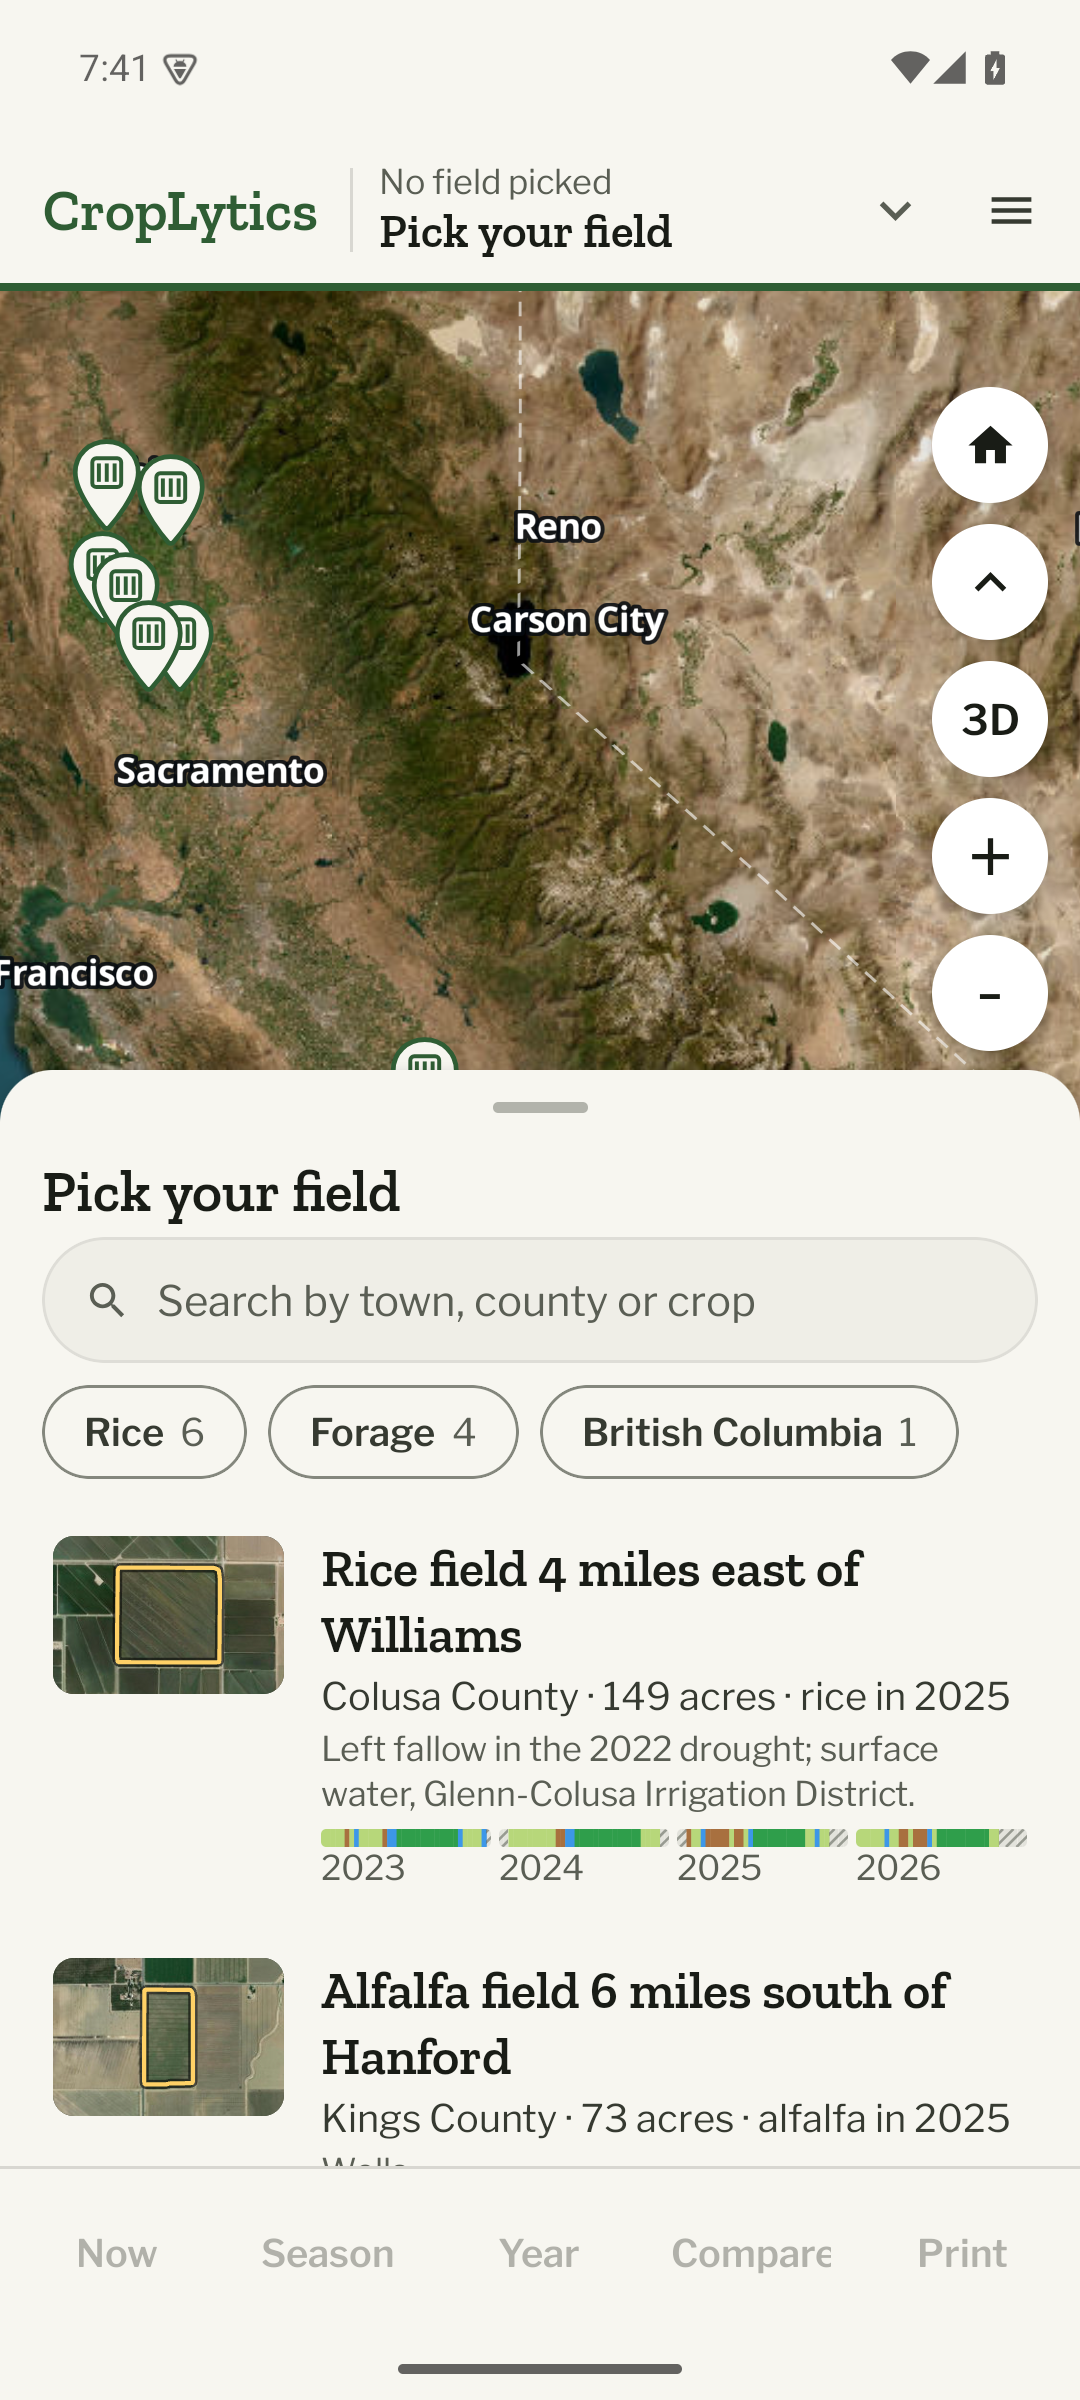 7:41
CropLytics
No field picked
Pick your field
Reno
Carson City
3D
Sacramento
+
Francisco
-
Pick your field
Search by town, county or crop
Rice 6
Forage 4
British Columbia 1
Rice field 4 miles east of
Williams
Colusa County · 149 acres · rice in 2025
Left fallow in the 2022 drought; surface
water, Glenn-Colusa Irrigation District.
2023 2024 2025 2026
Alfalfa field 6 miles south of
Hanford
Kings County · 73 acres · alfalfa in 2025
Now Season Year Compare Print